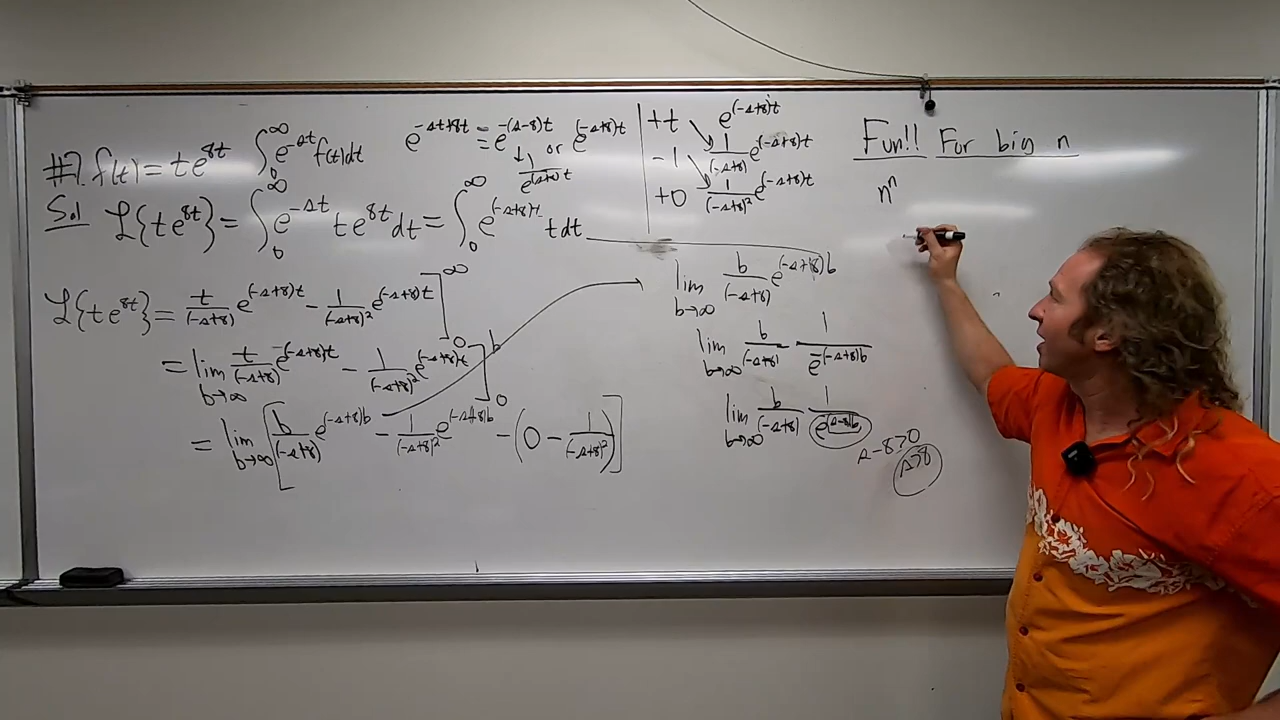 #7. f(t) = te^{8t} ∫_0^∞ e^{-st} f(t)dt e^{-st+8t} = e^{-(s-8)t} or e^{(-s+8)t}
↓ 1/e^{(s-8)t}
Sol ℒ{te^{8t}} = ∫_0^∞ e^{-st} te^{8t} dt = ∫_0^∞ e^{(-s+8)t} t dt
ℒ{te^{8t}} = t/(-s+8) e^{(-s+8)t} - 1/(-s+8)^2 e^{(-s+8)t} ]_0^∞
= lim_{b→∞} t/(-s+8) e^{(-s+8)t} - 1/(-s+8)^2 e^{(-s+8)t} ]_0^b
= lim_{b→∞} [ b/(-s+8) e^{(-s+8)b} - 1/(-s+8)^2 e^{(-s+8)b} - (0 - 1/(-s+8)^2) ]
+t e^{(-s+8)t}
-1 1/(-s+8) e^{(-s+8)t}
+0 1/(-s+8)^2 e^{(-s+8)t}
lim_{b→∞} b/(-s+8) e^{(-s+8)b}
lim_{b→∞} b/(-s+8) 1/e^{-(-s+8)b}
lim_{b→∞} b/(-s+8) 1/e^{(s-8)b}
s-8>0
s>8
Fun!! For big n
n^n